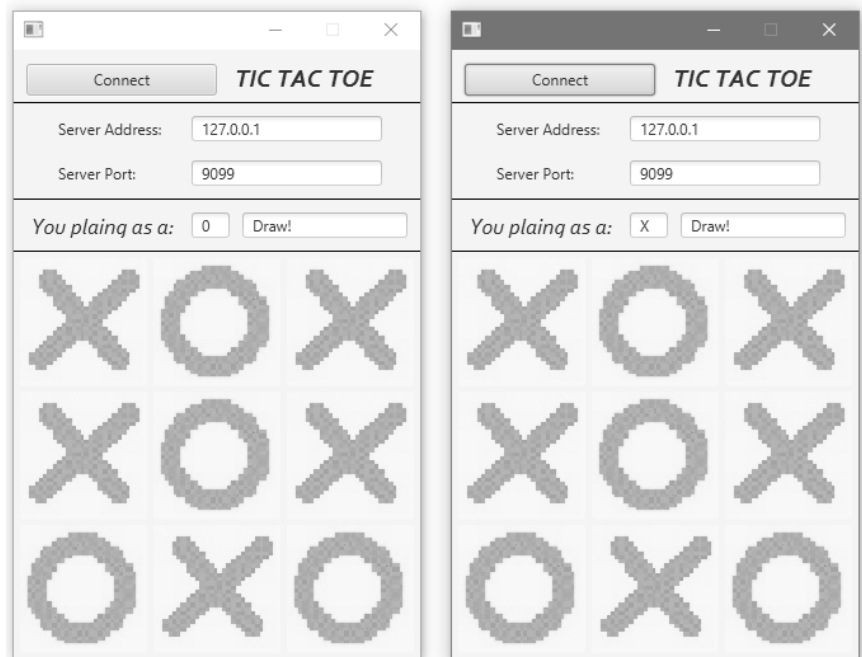 Connect TIC TAC TOE
Server Address: 127.0.0.1
Server Port: 9099
You plaing as a: 0 Draw!
Connect TIC TAC TOE
Server Address: 127.0.0.1
Server Port: 9099
You plaing as a: X Draw!